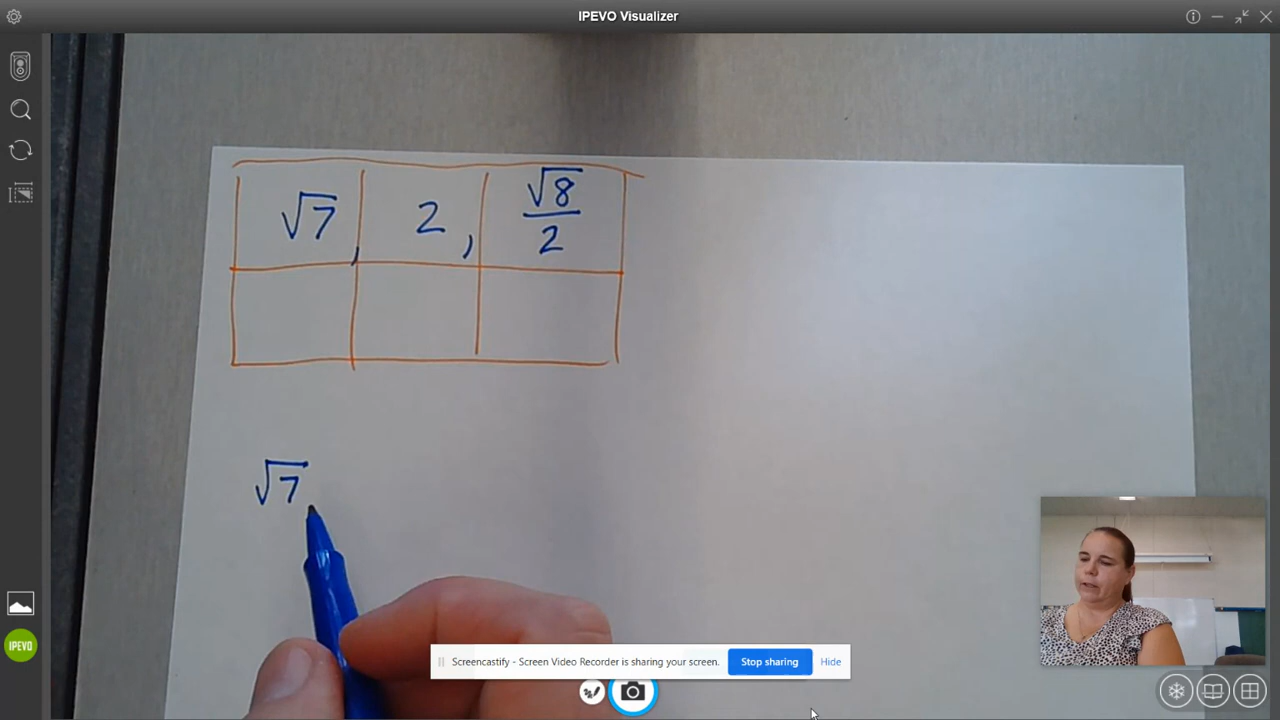 IPEVO Visualizer
√7, 2, √8/2
√7
Screencastify - Screen Video Recorder is sharing your screen. Stop sharing Hide
IPEVO